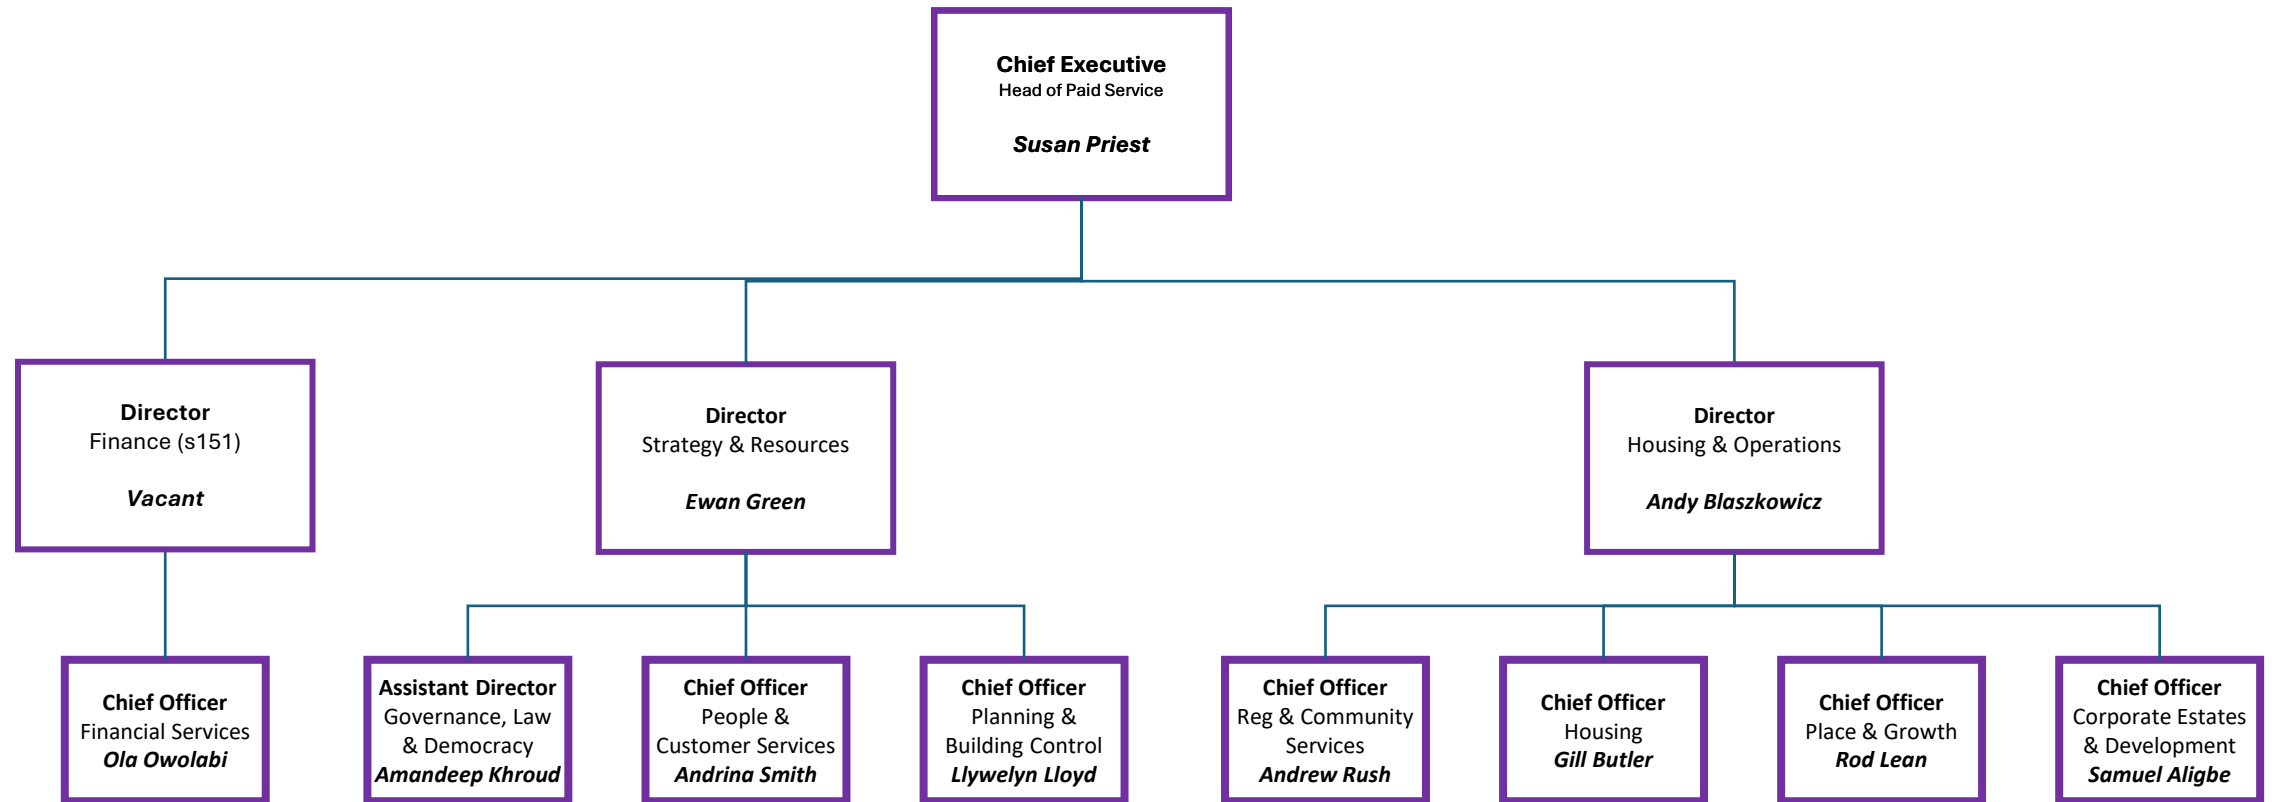 Chief Executive
Head of Paid Service
Susan Priest
Director
Finance (s151)
Vacant
Director
Strategy & Resources
Ewan Green
Director
Housing & Operations
Andy Blaszkowicz
Chief Officer
Financial Services
Ola Owolabi
Assistant Director
Governance, Law
& Democracy
Amandeep Khroud
Chief Officer
People &
Customer Services
Andrina Smith
Chief Officer
Planning &
Building Control
Llywelyn Lloyd
Chief Officer
Reg & Community
Services
Andrew Rush
Chief Officer
Housing
Gill Butler
Chief Officer
Place & Growth
Rod Lean
Chief Officer
Corporate Estates
& Development
Samuel Aligbe